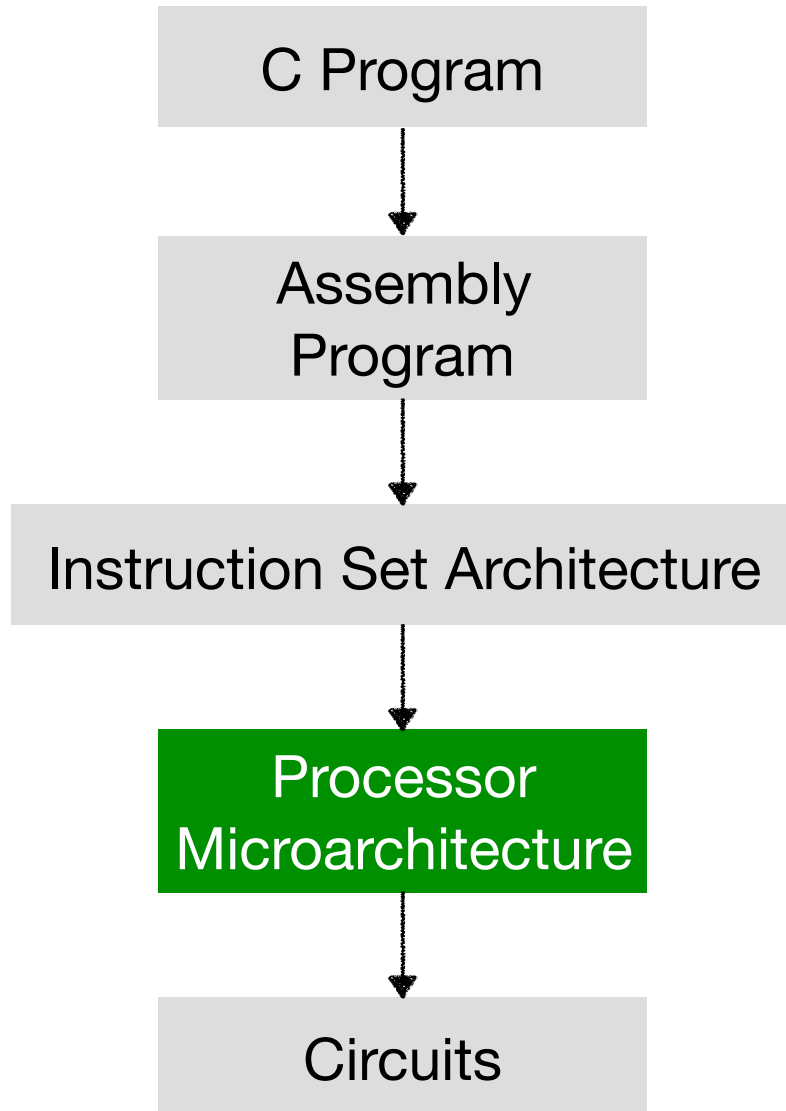 C Program
Assembly
Program
Instruction Set Architecture
Processor
Microarchitecture
Circuits